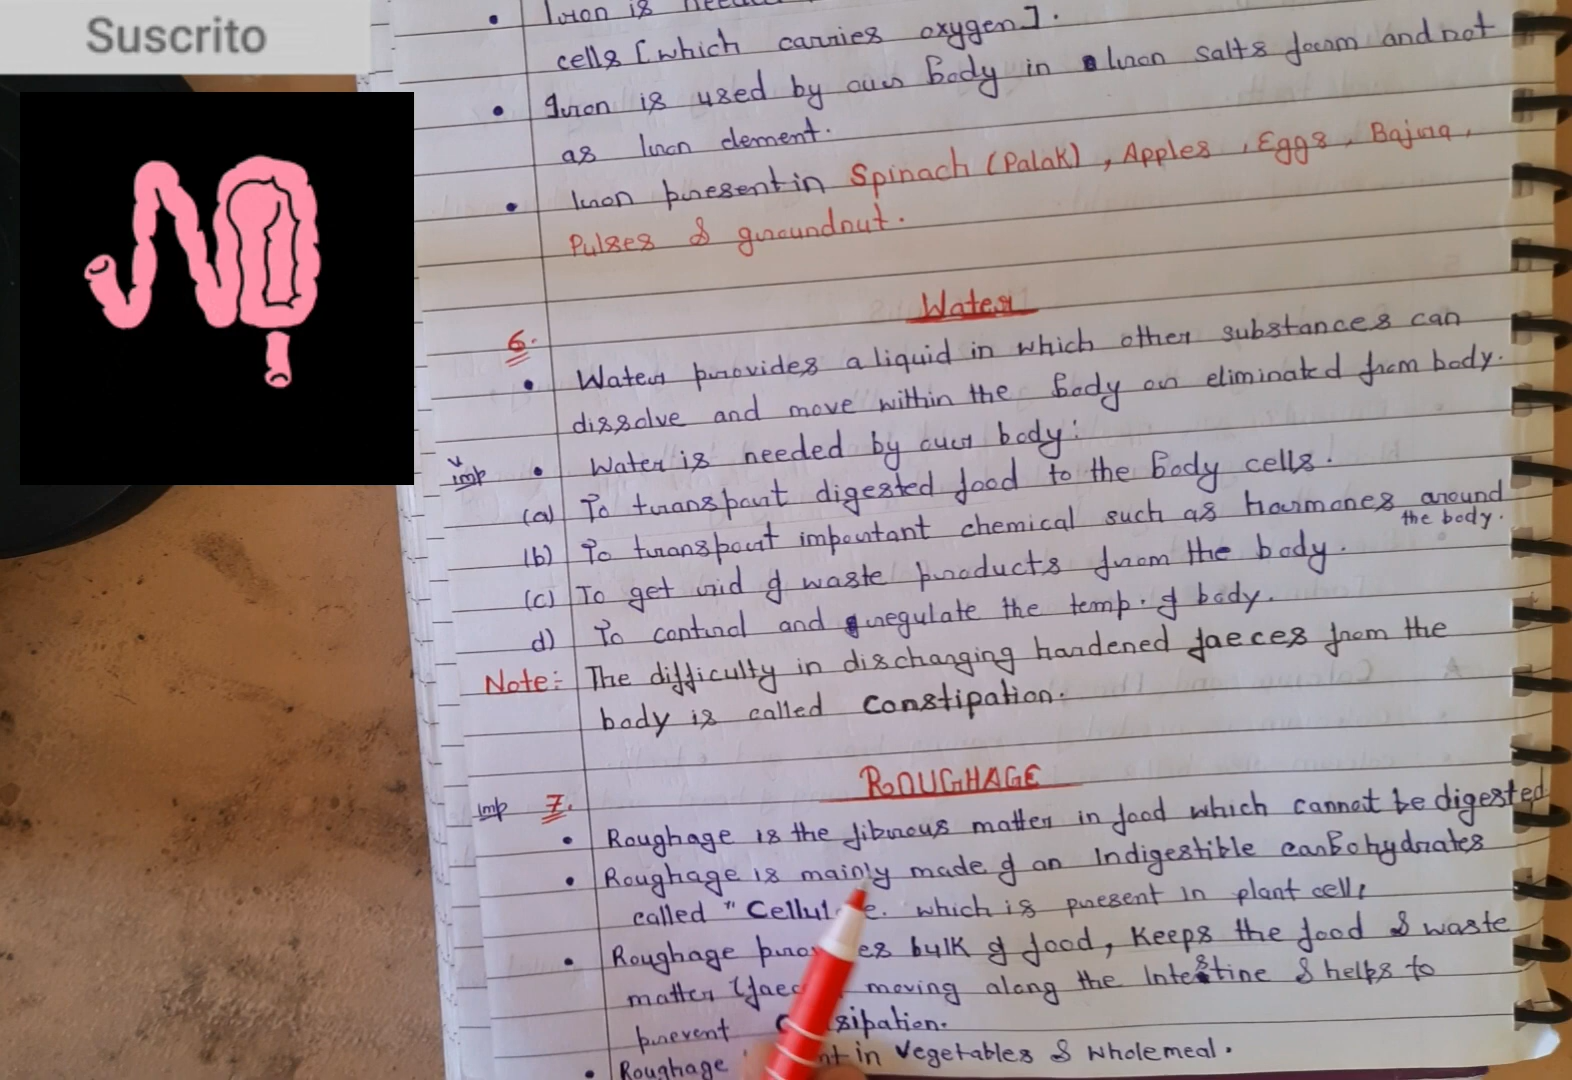 Suscrito
Iron is
cells [which carries oxygen].
Iron is used by our body in Iron salts form and not
as Iron element.
Iron present in Spinach (Palak), Apples, Eggs, Bajra,
Pulses & groundnut.
Water
6.
Water provides a liquid in which other substances can
dissolve and move within the body or eliminated from body.
imp Water is needed by our body:
(a) To transport digested food to the body cells.
(b) To transport important chemical such as hormones around
the body.
(c) To get rid of waste products from the body.
d) To control and regulate the temp. of body.
Note:- The difficulty in discharging hardened faeces from the
body is called Constipation.
ROUGHAGE
imp 7.
Roughage is the fibrous matter in food which cannot be digested
Roughage is mainly made of an Indigestible carbohydrates
called "Cellul e. which is present in plant cell,
Roughage pro es bulk of food, Keeps the food & waste
matter (faec moving along the Intestine & helps to
prevent C sipation.
Roughage nt in Vegetables & wholemeal.